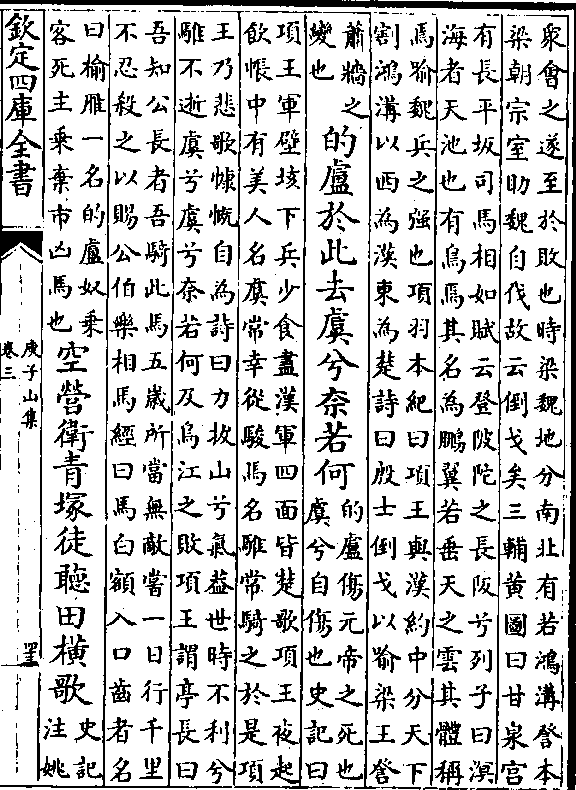 衆會之遂至於敗也時梁魏地分南北有若鴻溝詧本
梁朝宗室助魏自伐故云倒戈矣三輔黄圖曰甘泉宫
有長平坂司馬相如賦云登陂陀之長阪兮列子曰溟
海者天池也有鳥焉其名為鵬翼若垂天之雲其體稱
馬喻魏兵之强也項羽本紀曰項王與漢約中分天下
割鴻溝以西為漢東為楚詩曰殷士倒戈以喻梁王詧
蕭牆之
變也
的盧於此去虞兮奈若何
的盧傷元帝之死也
虞兮自傷也史記曰
項王軍壁垓下兵少食盡漢軍四面皆楚歌項王夜起
飲帳中有美人名虞常幸從駿馬名騅常騎之於是項
王乃悲歌慷慨自為詩曰力拔山兮氣葢世時不利兮
騅不逝虞兮虞兮奈若何及烏江之敗項王謂亭長曰
吾知公長者吾騎此馬五歲所當無敵嘗一日行千里
不忍殺之以賜公伯樂相馬經曰馬白額入口齒者名
曰榆雁一名的盧奴乗
客死主乗棄市凶馬也
空營衛青塚徒聴田横歌
史記
注姚
欽定四庫全書
庾子山集
卷三